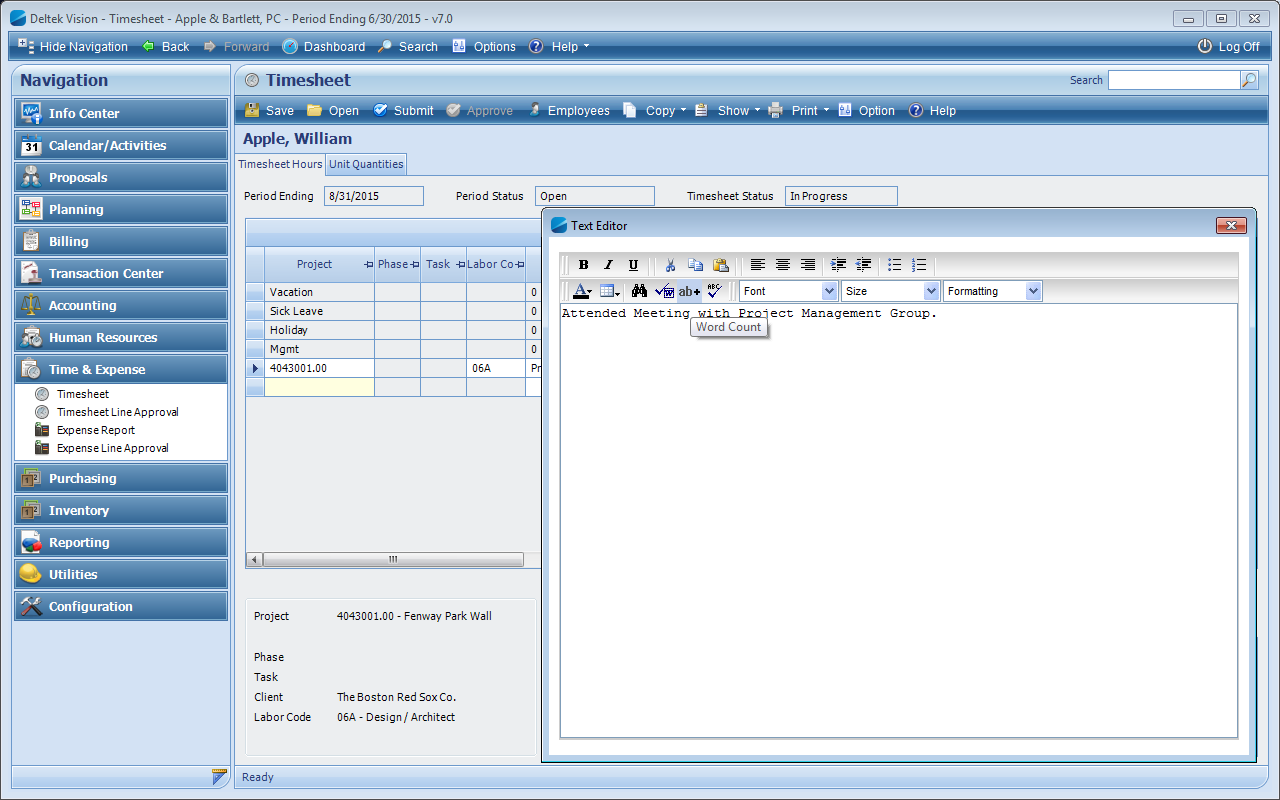 Deltek Vision - Timesheet - Apple & Bartlett, PC - Period Ending 6/30/2015 - v7.0
Hide Navigation Back Forward Dashboard Search Options Help Log Off
Navigation
Info Center
31 Calendar/Activities
Proposals
Planning
Billing
Transaction Center
Accounting
Human Resources
Time & Expense
Timesheet
Timesheet Line Approval
Expense Report
Expense Line Approval
Purchasing
Inventory
Reporting
Utilities
Configuration
Timesheet
Search
Save Open Submit Approve Employees Copy Show Print Option Help
Apple, William
Timesheet Hours Unit Quantities
Period Ending 8/31/2015 Period Status Open Timesheet Status In Progress
Project Phase Task Labor Co
Vacation 0
Sick Leave 0
Holiday 0
Mgmt 0
4043001.00 06A Pr
Project 4043001.00 - Fenway Park Wall
Phase
Task
Client The Boston Red Sox Co.
Labor Code 06A - Design / Architect
Text Editor
B I U
A ab+ ABC Font Size Formatting
Attended Meeting with Project Management Group.
Word Count
Ready